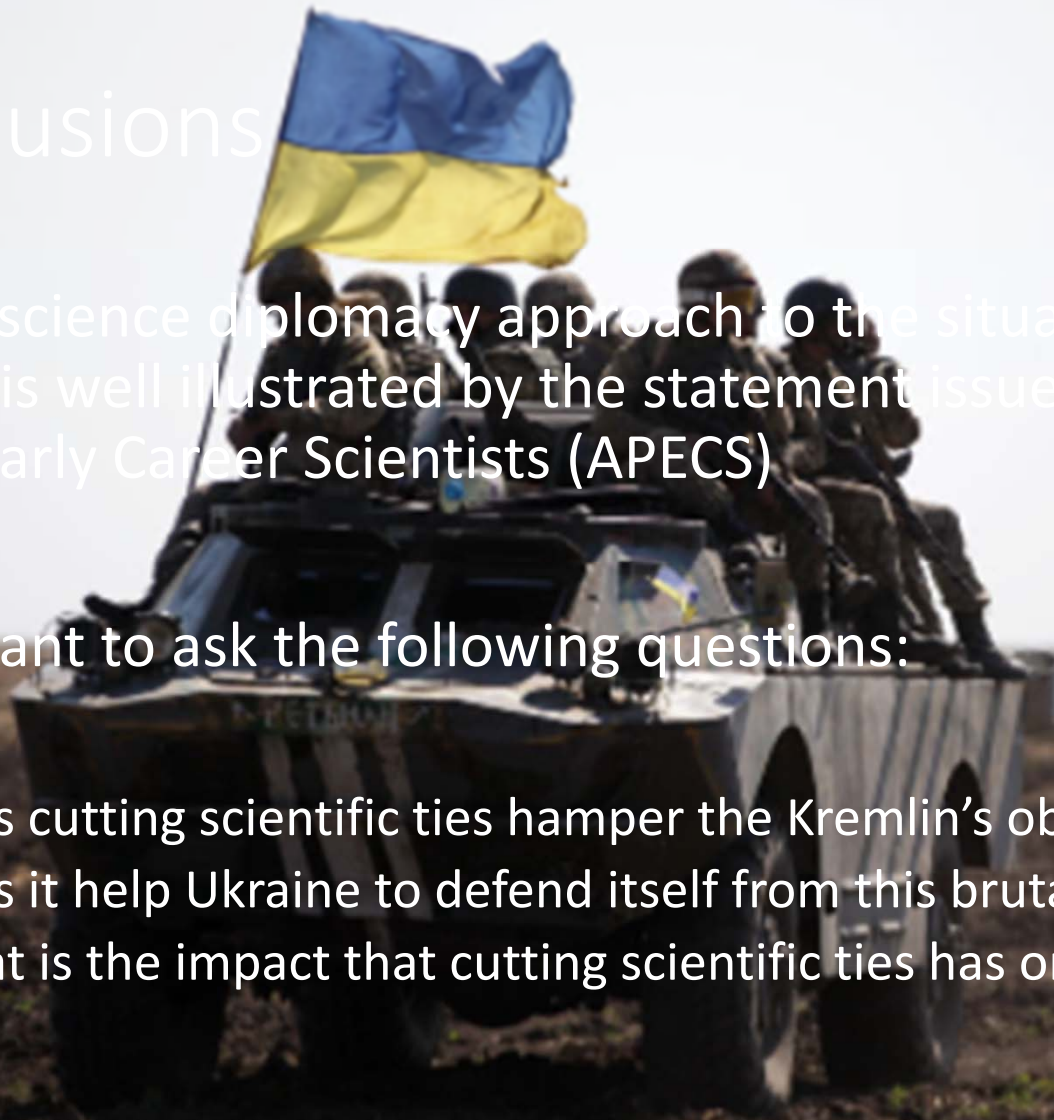 usions
science diplomacy approach to the situa
is well illustrated by the statement issue
arly Career Scientists (APECS)
ant to ask the following questions:
s cutting scientific ties hamper the Kremlin’s ob
s it help Ukraine to defend itself from this bruta
t is the impact that cutting scientific ties has o